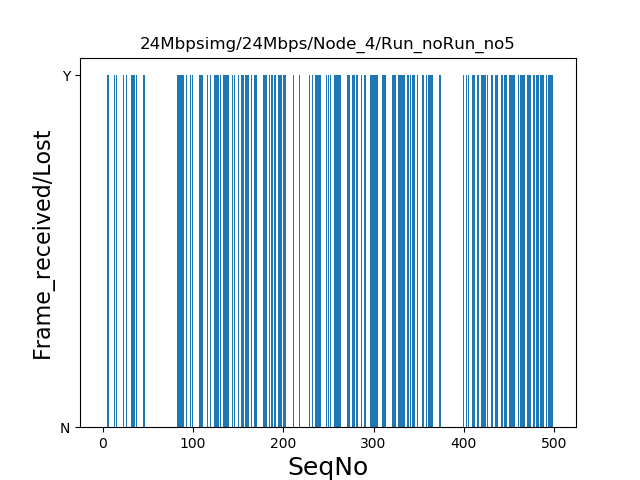 24Mbpsimg/24Mbps/Node_4/Run_noRun_no5
Y
Frame_received/Lost
N
0 100 200 300 400 500
SeqNo